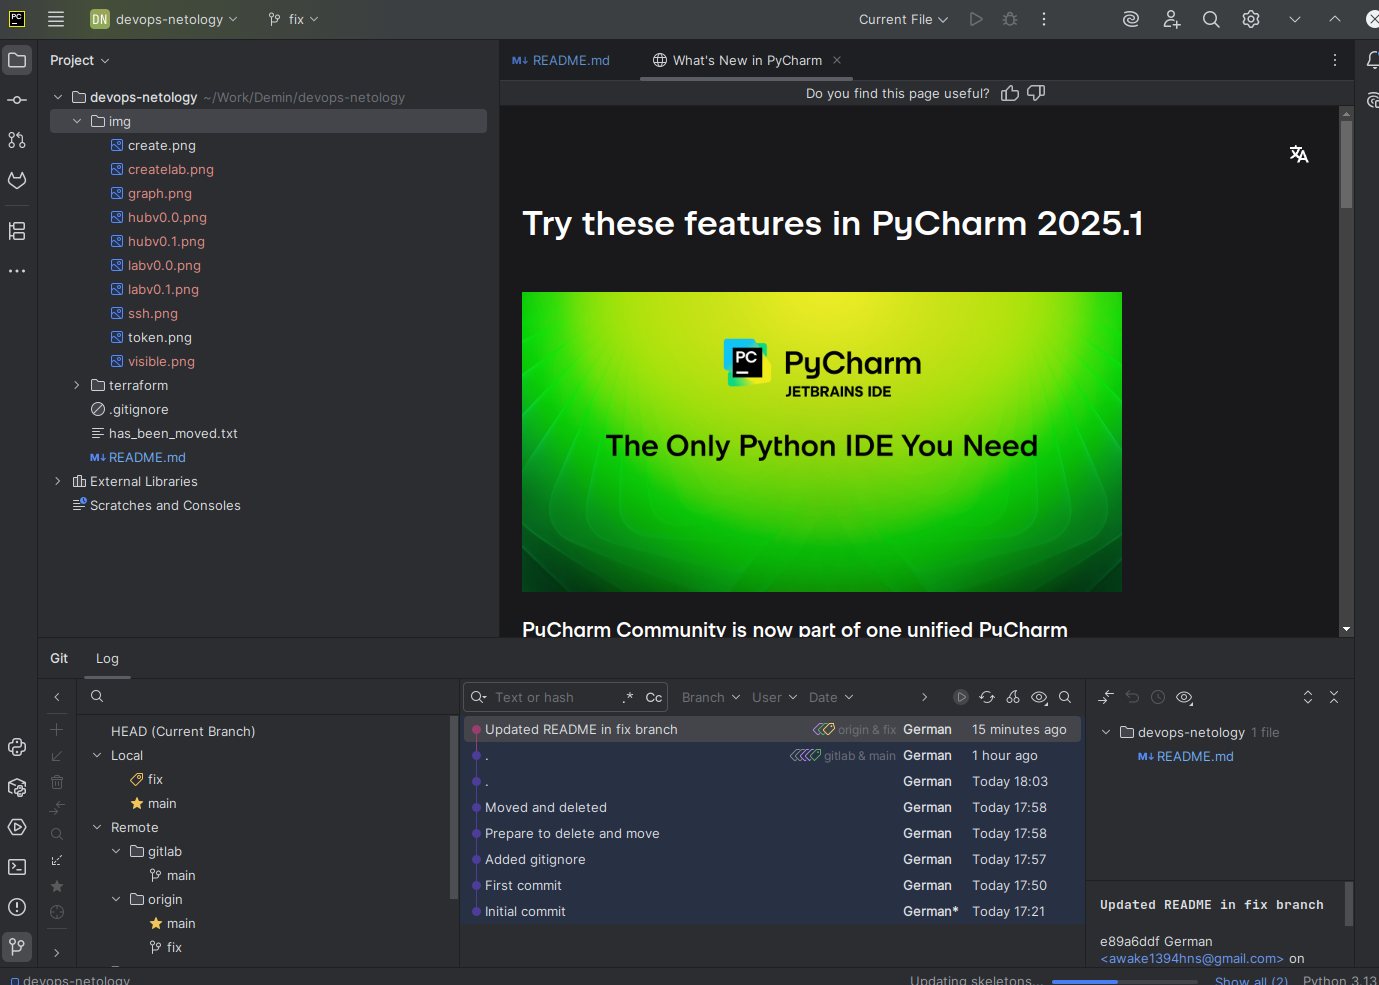 PC
DN devops-netology
fix
Current File
Project
README.md
What's New in PyCharm
Do you find this page useful?
devops-netology ~/Work/Demin/devops-netology
img
create.png
createlab.png
graph.png
hubv0.0.png
hubv0.1.png
labv0.0.png
labv0.1.png
ssh.png
token.png
visible.png
terraform
.gitignore
has_been_moved.txt
README.md
External Libraries
Scratches and Consoles
Try these features in PyCharm 2025.1
PC
PyCharm
JETBRAINS IDE
The Only Python IDE You Need
PyCharm Community is now part of one unified PyCharm
Git
Log
HEAD (Current Branch)
Local
fix
main
Remote
gitlab
main
origin
main
fix
Text or hash .* Cc Branch User Date
Updated README in fix branch origin & fix German 15 minutes ago
. gitlab & main German 1 hour ago
. German Today 18:03
Moved and deleted German Today 17:58
Prepare to delete and move German Today 17:58
Added gitignore German Today 17:57
First commit German Today 17:50
Initial commit German* Today 17:21
devops-netology 1 file
README.md
Updated README in fix branch
e89a6ddf German
<awake1394hns@gmail.com> on
devops-netology
Updating skeletons...
Show all (2)
Python 3.13